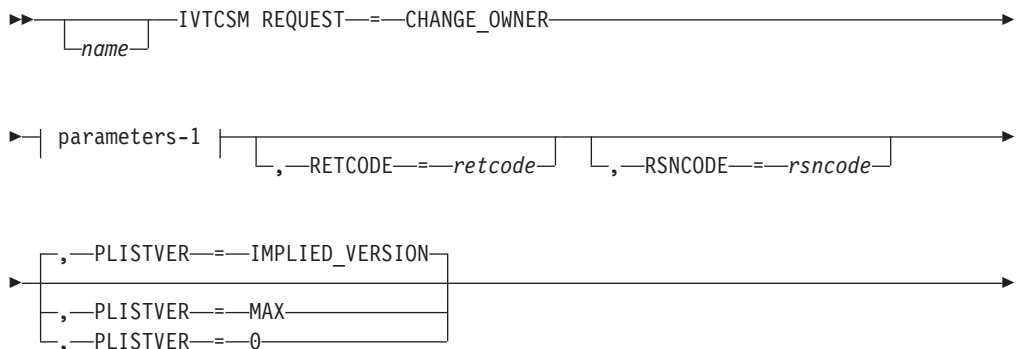 IVTCSM REQUEST = CHANGE_OWNER
name
parameters-1
, RETCODE = retcode , RSNCODE = rsncode
, PLISTVER = IMPLIED_VERSION
, PLISTVER = MAX
, PLISTVER = 0